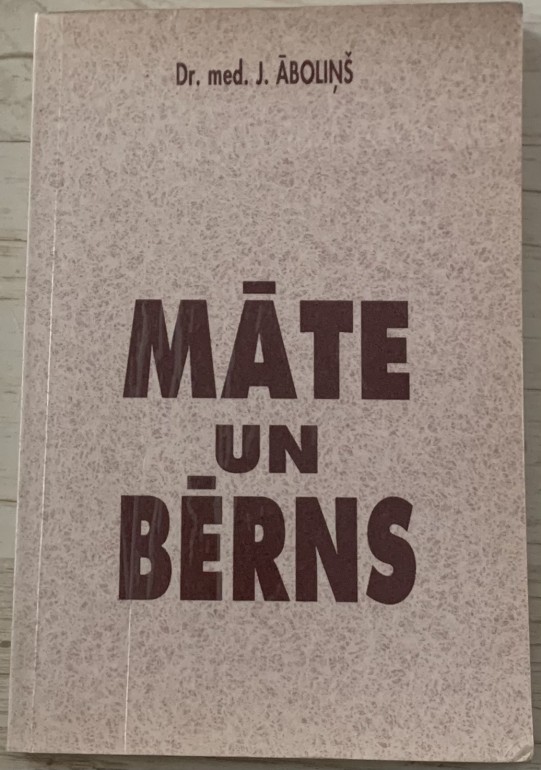 Dr. med. J. ĀBOLIŅŠ
MĀTE
UN
BĒRNS